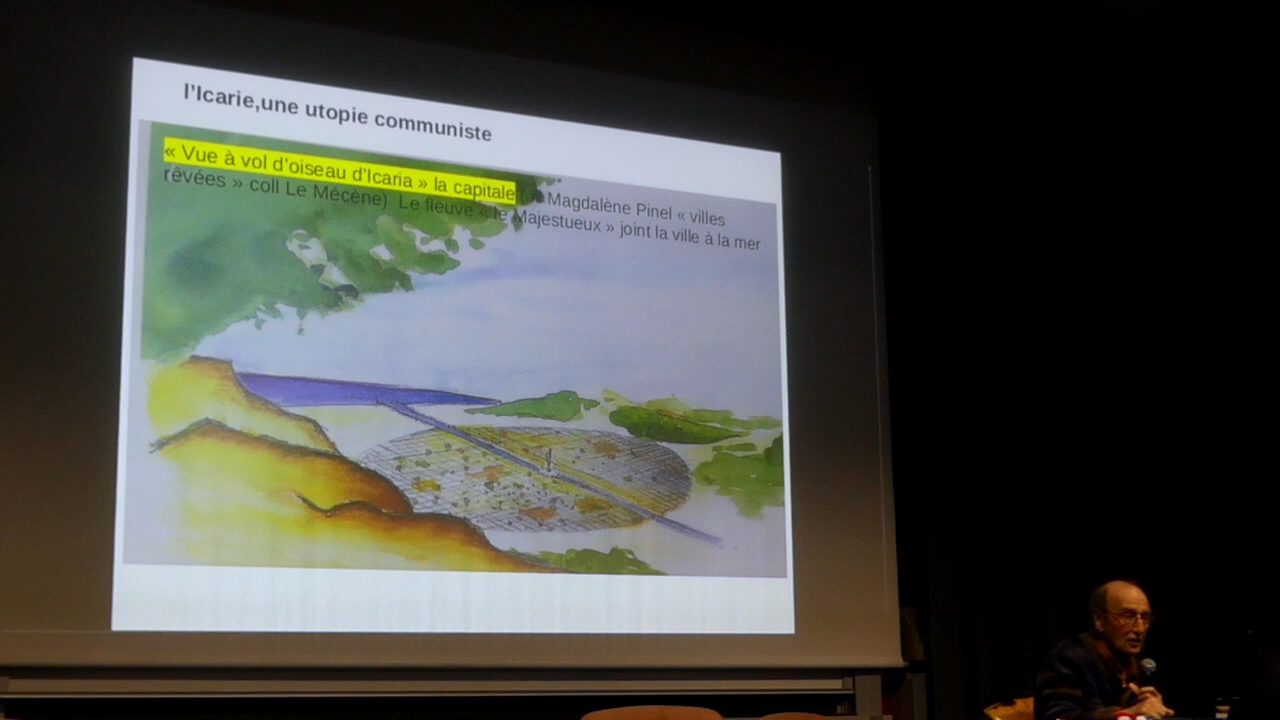 l’Icarie,une utopie communiste
« Vue à vol d’oiseau d’Icaria » la capitale Magdalène Pinel « villes
rêvées » coll Le Mécène) Le fleuve « le Majestueux » joint la ville à la mer